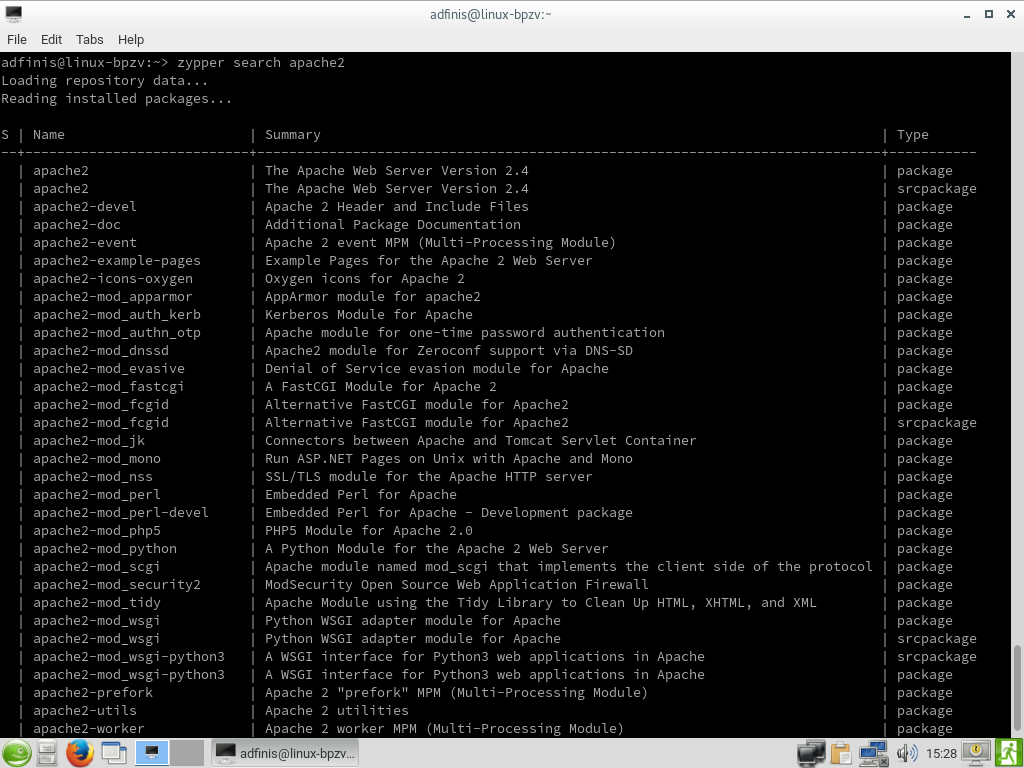 adfinis@linux-bpzv:~
File Edit Tabs Help
adfinis@linux-bpzv:~> zypper search apache2
Loading repository data...
Reading installed packages...
S | Name | Summary | Type
--+----------------------------+------------------------------------------------------------------------------+-----------
| apache2 | The Apache Web Server Version 2.4 | package
| apache2 | The Apache Web Server Version 2.4 | srcpackage
| apache2-devel | Apache 2 Header and Include Files | package
| apache2-doc | Additional Package Documentation | package
| apache2-event | Apache 2 event MPM (Multi-Processing Module) | package
| apache2-example-pages | Example Pages for the Apache 2 Web Server | package
| apache2-icons-oxygen | Oxygen icons for Apache 2 | package
| apache2-mod_apparmor | AppArmor module for apache2 | package
| apache2-mod_auth_kerb | Kerberos Module for Apache | package
| apache2-mod_authn_otp | Apache module for one-time password authentication | package
| apache2-mod_dnssd | Apache2 module for Zeroconf support via DNS-SD | package
| apache2-mod_evasive | Denial of Service evasion module for Apache | package
| apache2-mod_fastcgi | A FastCGI Module for Apache 2 | package
| apache2-mod_fcgid | Alternative FastCGI module for Apache2 | package
| apache2-mod_fcgid | Alternative FastCGI module for Apache2 | srcpackage
| apache2-mod_jk | Connectors between Apache and Tomcat Servlet Container | package
| apache2-mod_mono | Run ASP.NET Pages on Unix with Apache and Mono | package
| apache2-mod_nss | SSL/TLS module for the Apache HTTP server | package
| apache2-mod_perl | Embedded Perl for Apache | package
| apache2-mod_perl-devel | Embedded Perl for Apache - Development package | package
| apache2-mod_php5 | PHP5 Module for Apache 2.0 | package
| apache2-mod_python | A Python Module for the Apache 2 Web Server | package
| apache2-mod_scgi | Apache module named mod_scgi that implements the client side of the protocol | package
| apache2-mod_security2 | ModSecurity Open Source Web Application Firewall | package
| apache2-mod_tidy | Apache Module using the Tidy Library to Clean Up HTML, XHTML, and XML | package
| apache2-mod_wsgi | Python WSGI adapter module for Apache | package
| apache2-mod_wsgi | Python WSGI adapter module for Apache | srcpackage
| apache2-mod_wsgi-python3 | A WSGI interface for Python3 web applications in Apache | srcpackage
| apache2-mod_wsgi-python3 | A WSGI interface for Python3 web applications in Apache | package
| apache2-prefork | Apache 2 "prefork" MPM (Multi-Processing Module) | package
| apache2-utils | Apache 2 utilities | package
| apache2-worker | Apache 2 worker MPM (Multi-Processing Module) | package
adfinis@linux-bpzv... 15:28